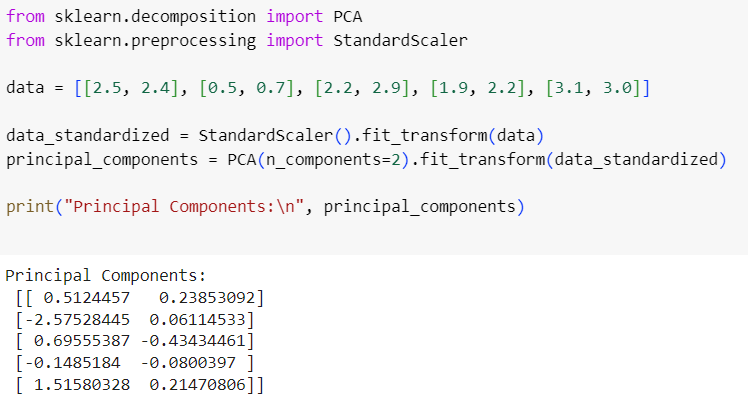 from sklearn.decomposition import PCA
from sklearn.preprocessing import StandardScaler
data = [[2.5, 2.4], [0.5, 0.7], [2.2, 2.9], [1.9, 2.2], [3.1, 3.0]]
data_standardized = StandardScaler().fit_transform(data)
principal_components = PCA(n_components=2).fit_transform(data_standardized)
print("Principal Components:\n", principal_components)
Principal Components:
 [[ 0.5124457   0.23853092]
 [-2.57528445  0.06114533]
 [ 0.69555387 -0.43434461]
 [-0.1485184  -0.0800397 ]
 [ 1.51580328  0.21470806]]